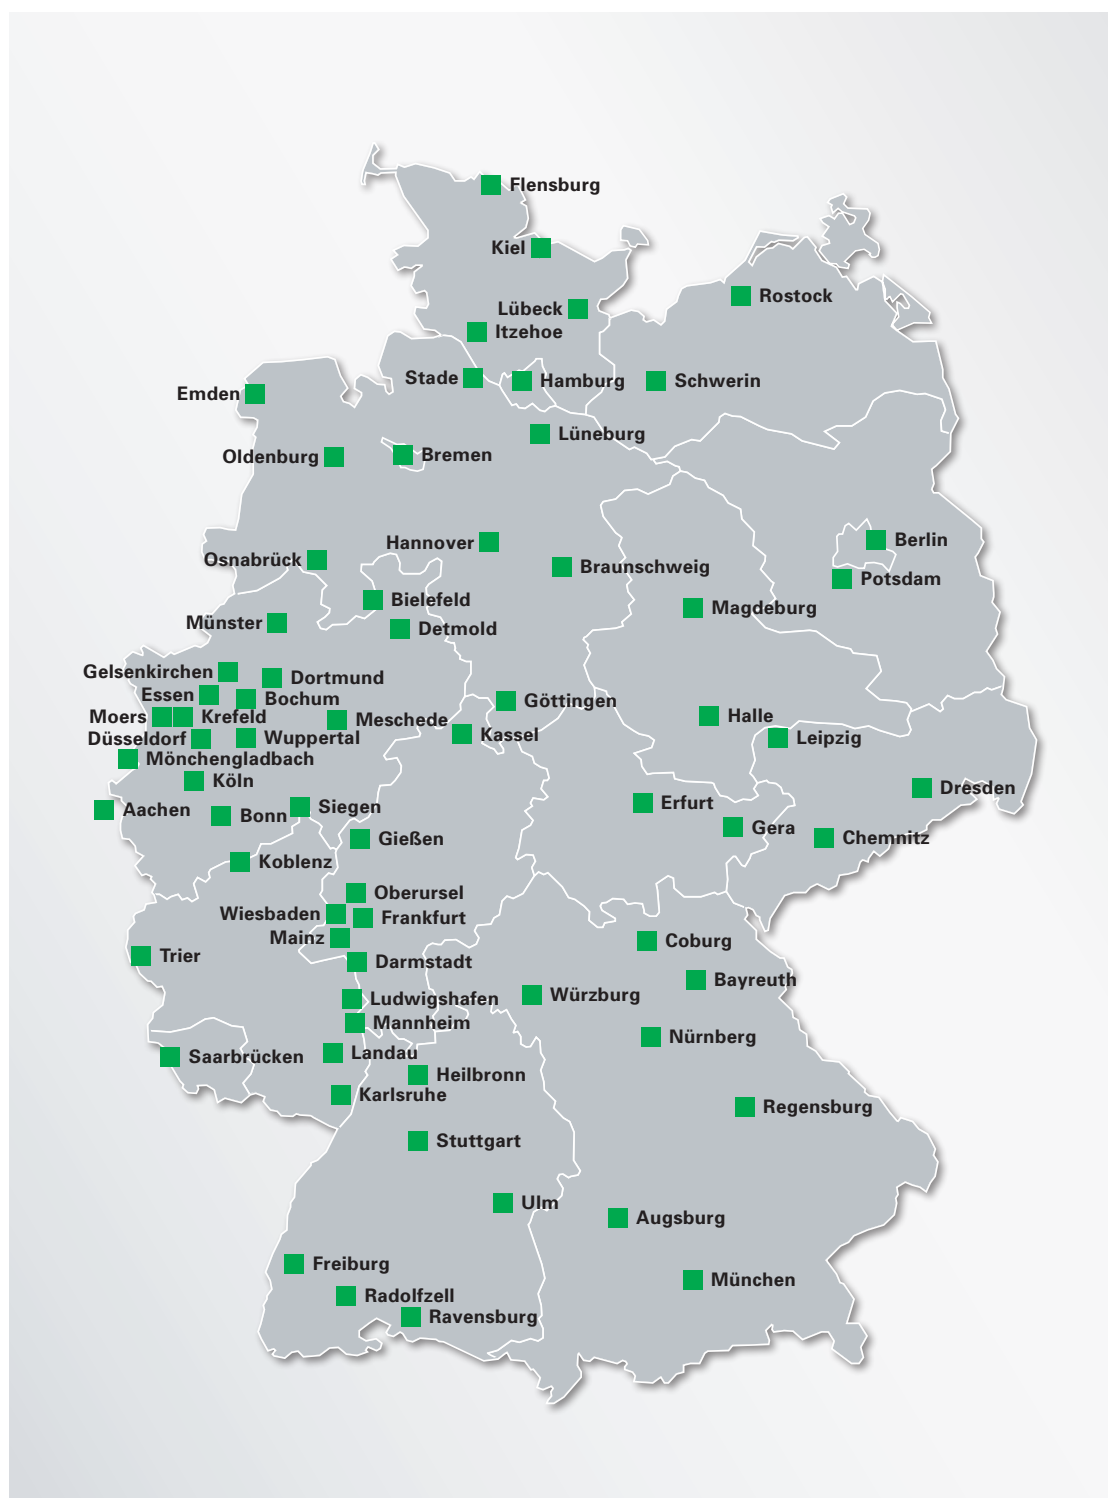 Flensburg
Kiel
Rostock
Lübeck
Itzehoe
Stade
Hamburg
Schwerin
Emden
Lüneburg
Oldenburg
Bremen
Hannover
Berlin
Osnabrück
Braunschweig
Potsdam
Bielefeld
Magdeburg
Münster
Detmold
Gelsenkirchen
Dortmund
Essen
Bochum
Göttingen
Moers
Krefeld
Meschede
Halle
Düsseldorf
Wuppertal
Kassel
Leipzig
Mönchengladbach
Köln
Dresden
Aachen
Bonn
Siegen
Erfurt
Gera
Chemnitz
Gießen
Koblenz
Oberursel
Wiesbaden
Frankfurt
Mainz
Coburg
Trier
Darmstadt
Bayreuth
Ludwigshafen
Würzburg
Mannheim
Nürnberg
Saarbrücken
Landau
Heilbronn
Karlsruhe
Regensburg
Stuttgart
Ulm
Augsburg
Freiburg
München
Radolfzell
Ravensburg